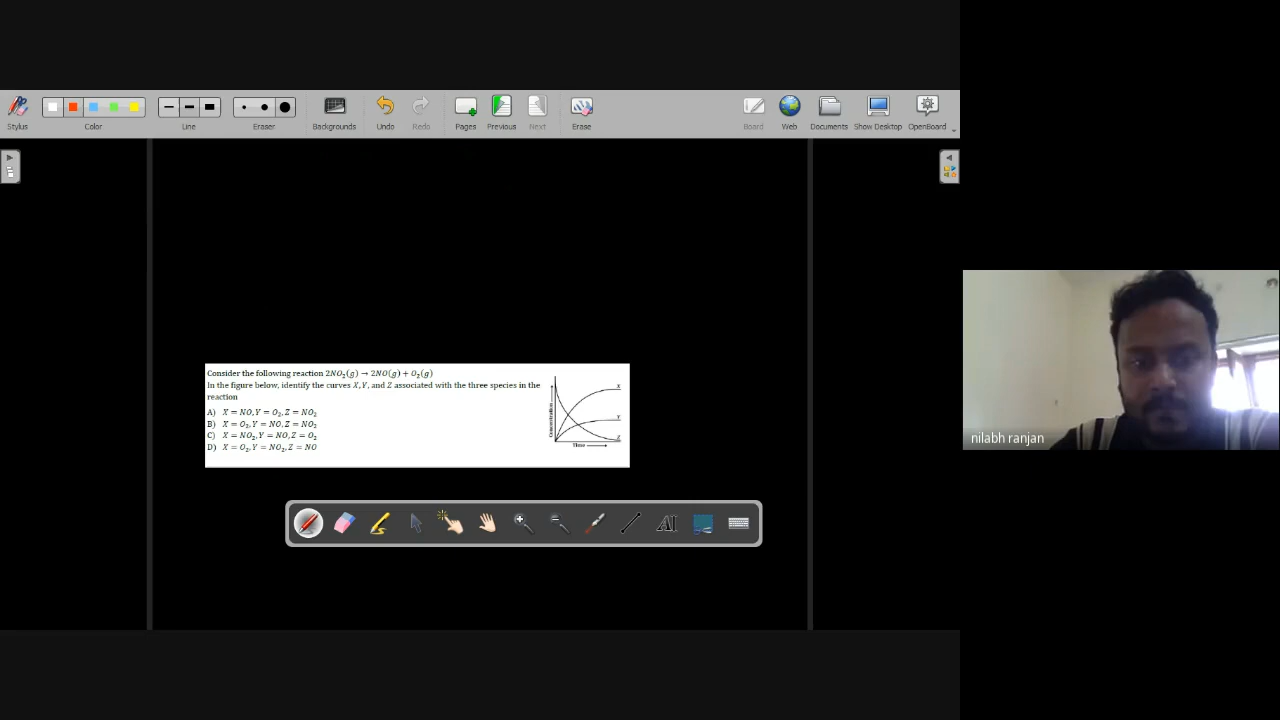 Stylus
Color
Line
Eraser
Backgrounds
Undo
Redo
Pages
Previous
Next
Erase
Board
Web
Documents
Show Desktop
OpenBoard
Consider the following reaction 2NO₂(g) → 2NO(g) + O₂(g)
In the figure below, identify the curves X, Y, and Z associated with the three species in the
reaction
A) X = NO, Y = O₂, Z = NO₂
B) X = O₂, Y = NO, Z = NO₂
C) X = NO₂, Y = NO, Z = O₂
D) X = O₂, Y = NO₂, Z = NO
Concentration
X
Y
Z
Time
AI
nilabh ranjan